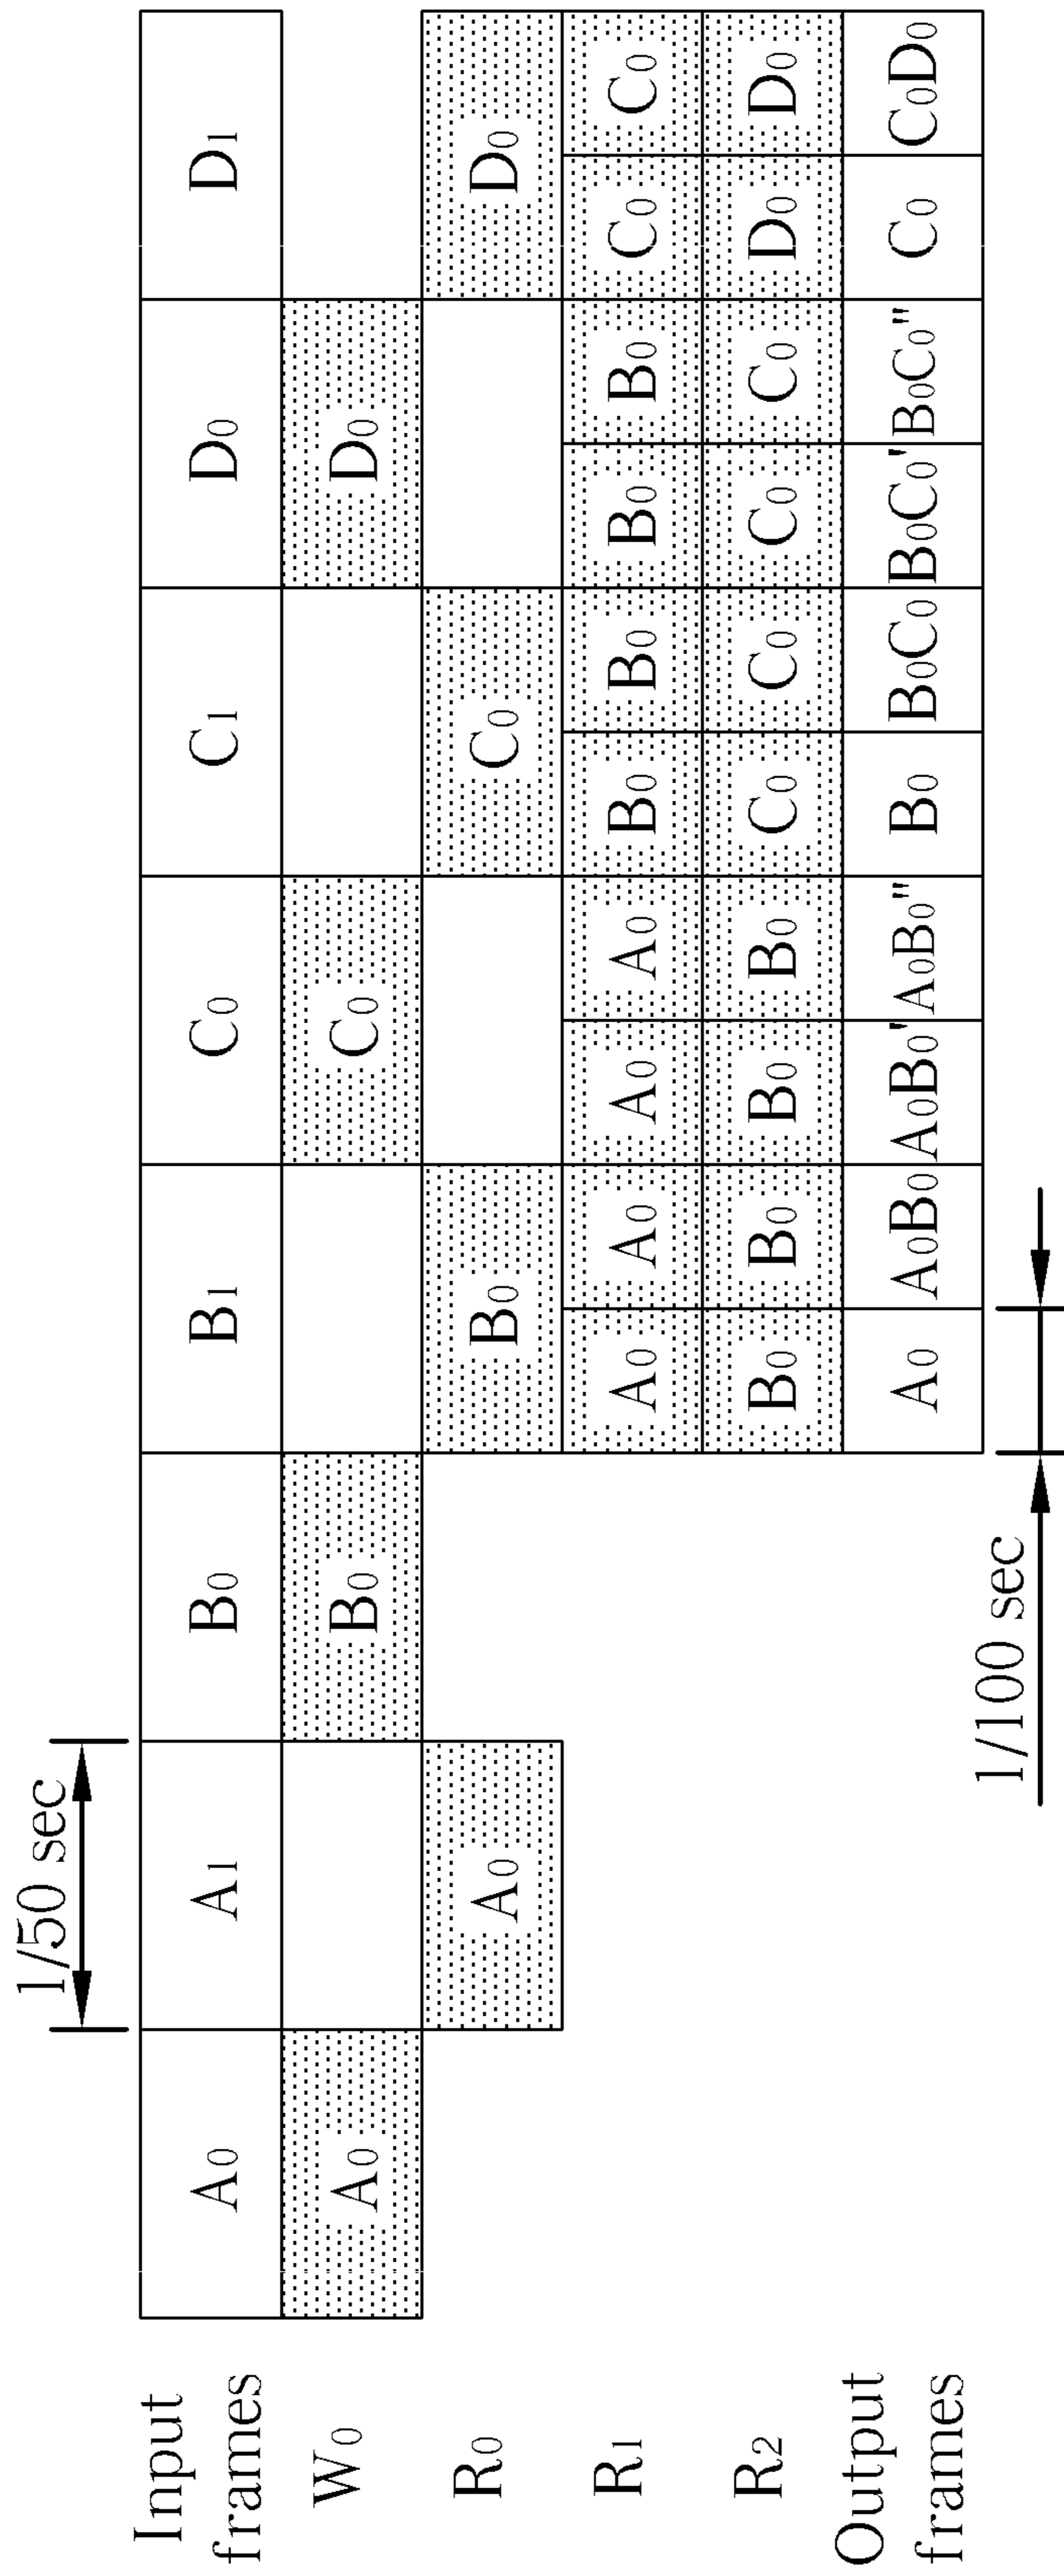 1/50 sec
Input frames A₀ A₁ B₀ B₁ C₀ C₁ D₀ D₁
W₀ A₀ B₀ C₀ D₀
R₀ A₀ B₀ C₀ D₀
R₁ A₀ A₀ A₀ A₀ B₀ B₀ B₀ B₀ C₀ C₀
R₂ B₀ B₀ B₀ B₀ C₀ C₀ C₀ C₀ D₀ D₀
Output frames A₀ A₀B₀ A₀B₀' A₀B₀" B₀ B₀C₀ B₀C₀' B₀C₀" C₀ C₀D₀
1/100 sec